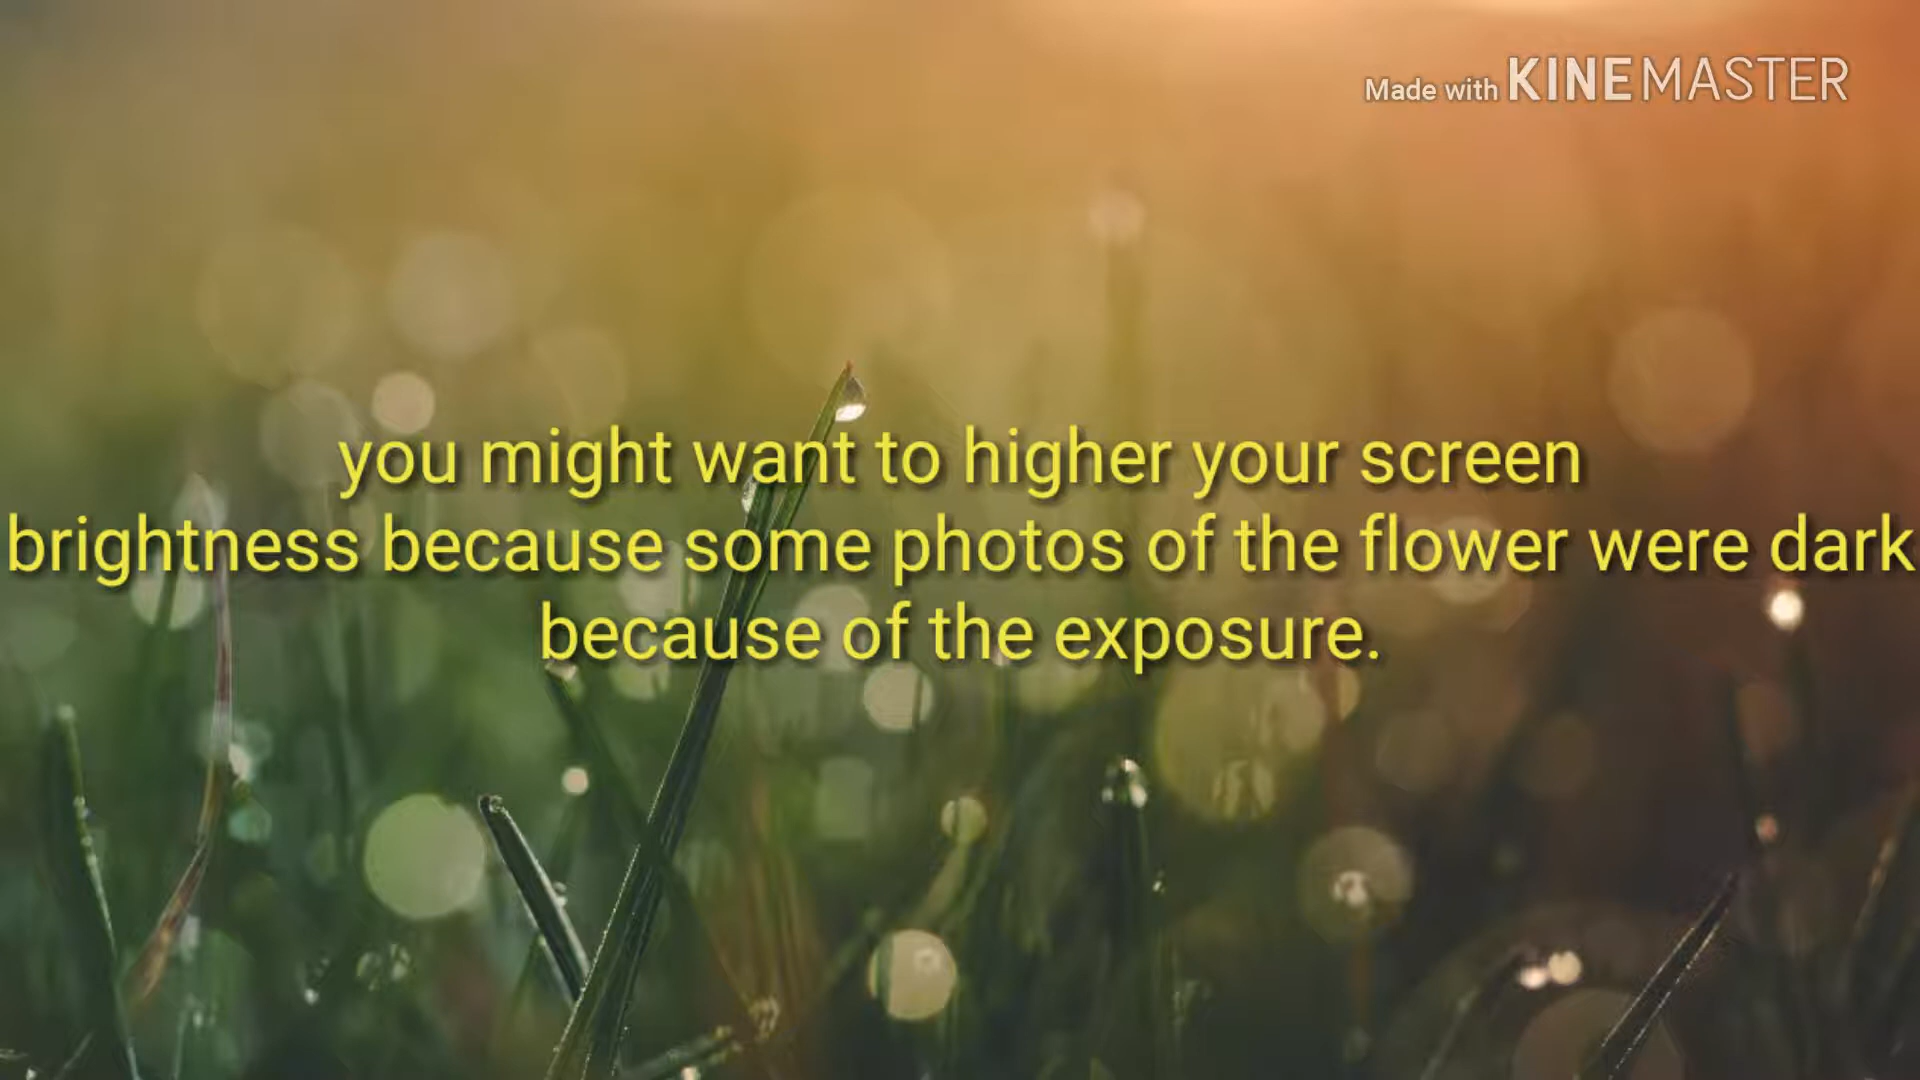 Made with KINEMASTER
you might want to higher your screen
brightness because some photos of the flower were dark
because of the exposure.